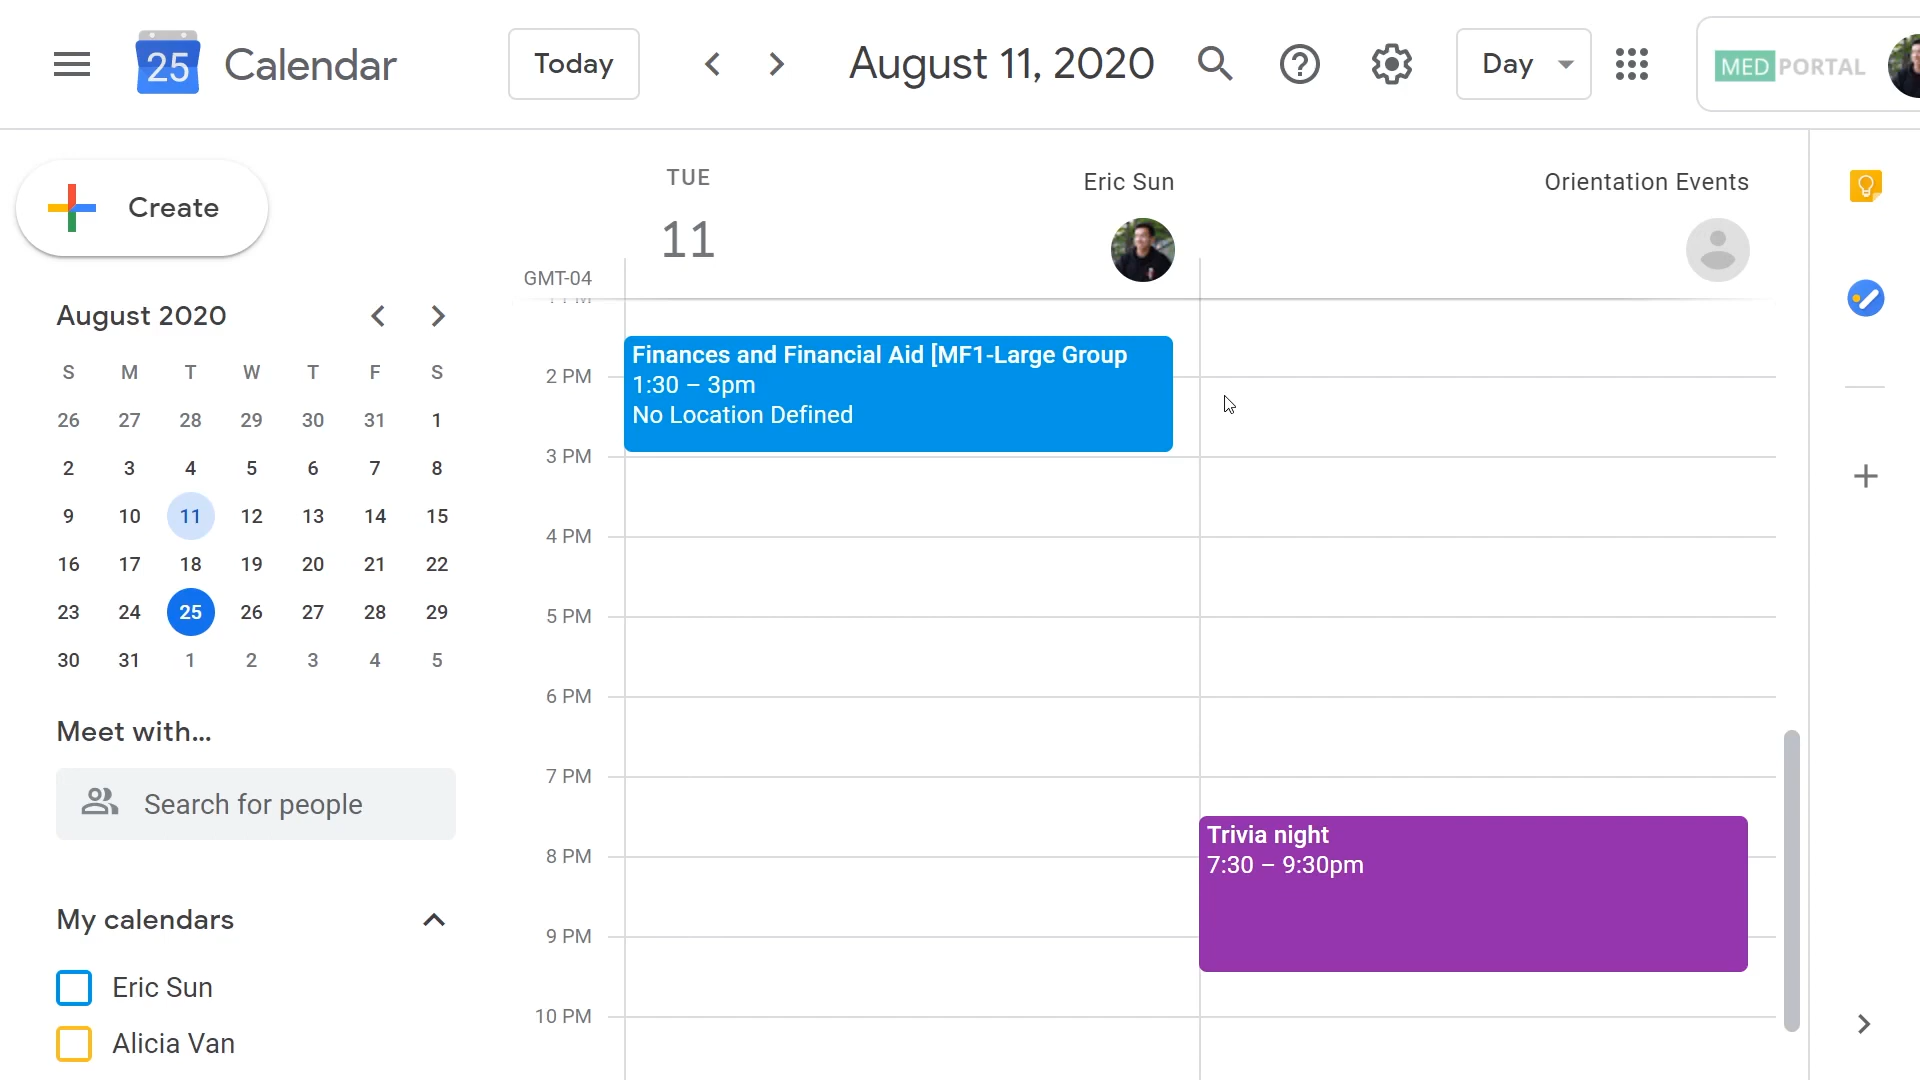 25 Calendar
Today
August 11, 2020
Day
MED PORTAL
Create
TUE
11
Eric Sun
Orientation Events
GMT-04
August 2020
S M T W T F S
26 27 28 29 30 31 1
2 3 4 5 6 7 8
9 10 11 12 13 14 15
16 17 18 19 20 21 22
23 24 25 26 27 28 29
30 31 1 2 3 4 5
Meet with...
Search for people
My calendars
Eric Sun
Alicia Van
Finances and Financial Aid [MF1-Large Group
1:30 – 3pm
No Location Defined
2 PM
3 PM
4 PM
5 PM
6 PM
7 PM
Trivia night
7:30 – 9:30pm
8 PM
9 PM
10 PM